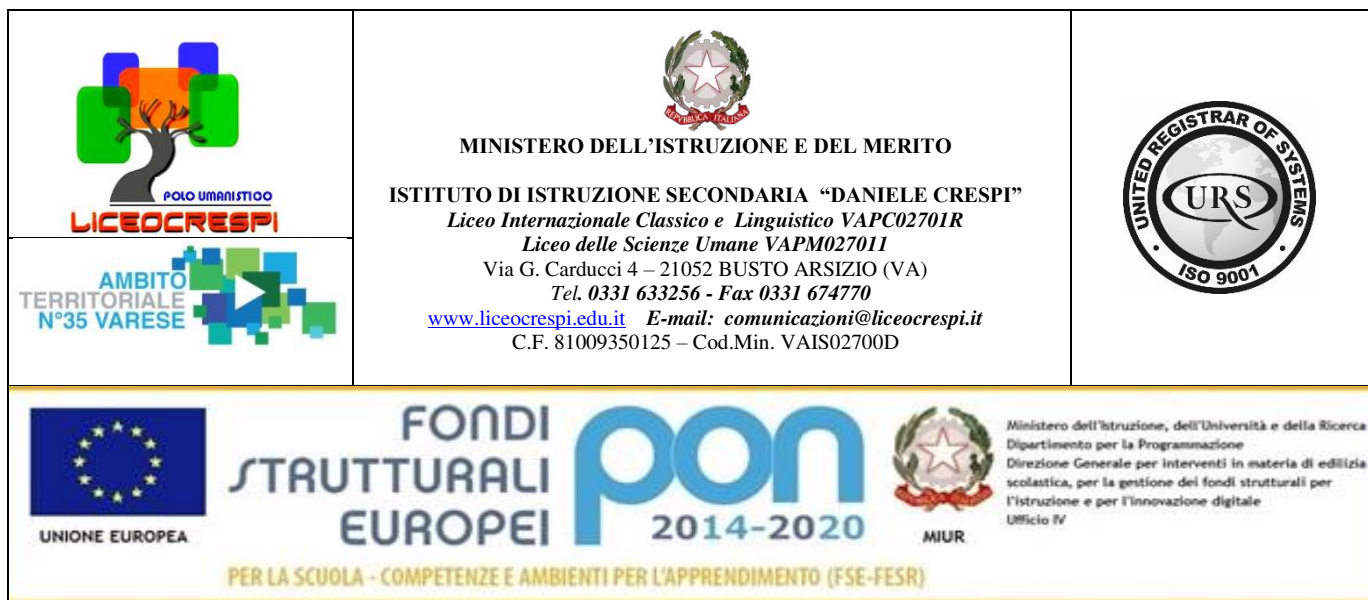 POLO UMANISTICO
LICEOCRESPI
AMBITO
TERRITORIALE
N°35 VARESE
REPVBBLICA ITALIANA
MINISTERO DELL’ISTRUZIONE E DEL MERITO
ISTITUTO DI ISTRUZIONE SECONDARIA “DANIELE CRESPI”
Liceo Internazionale Classico e Linguistico VAPC02701R
Liceo delle Scienze Umane VAPM027011
Via G. Carducci 4 – 21052 BUSTO ARSIZIO (VA)
Tel. 0331 633256 - Fax 0331 674770
www.liceocrespi.edu.it E-mail: comunicazioni@liceocrespi.it
C.F. 81009350125 – Cod.Min. VAIS02700D
UNITED REGISTRAR OF SYSTEMS
URS
ISO 9001
UNIONE EUROPEA
FONDI
STRUTTURALI
EUROPEI
pon
2014-2020
MIUR
Ministero dell'Istruzione, dell'Università e della Ricerca
Dipartimento per la Programmazione
Direzione Generale per interventi in materia di edilizia
scolastica, per la gestione dei fondi strutturali per
l'istruzione e per l'innovazione digitale
Ufficio IV
PER LA SCUOLA - COMPETENZE E AMBIENTI PER L'APPRENDIMENTO (FSE-FESR)